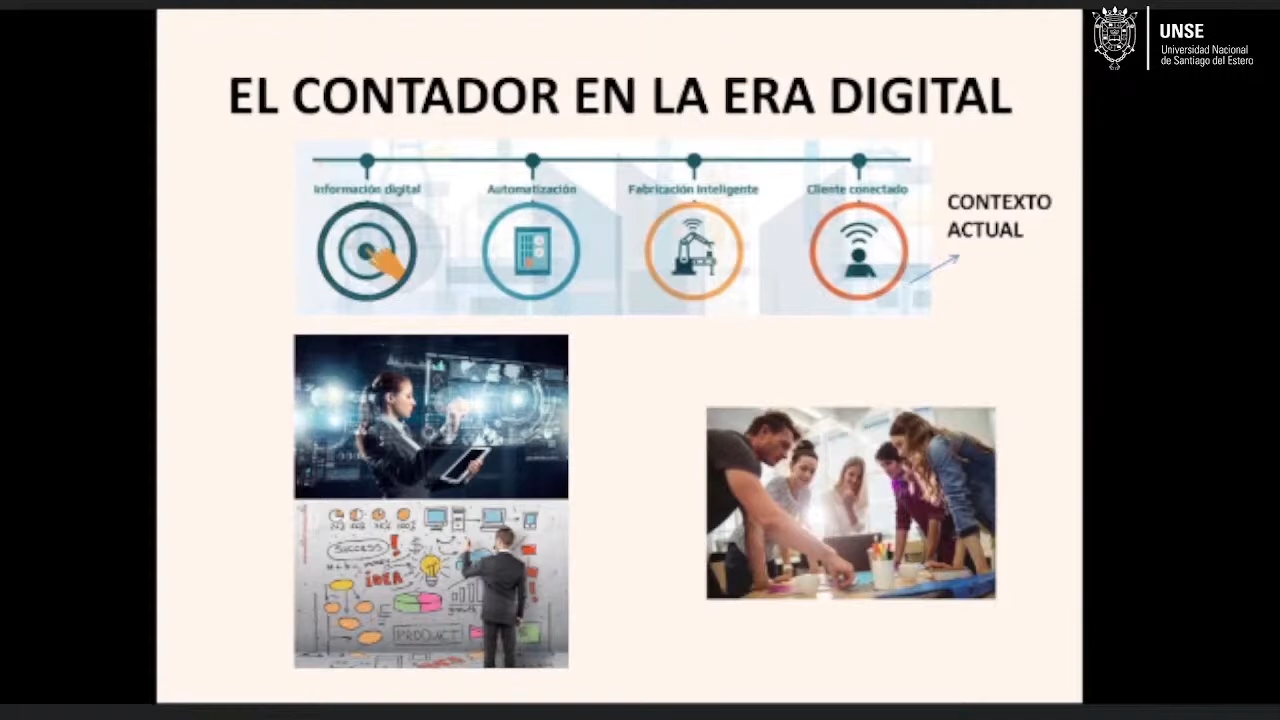 UNSE
Universidad Nacional
de Santiago del Estero
EL CONTADOR EN LA ERA DIGITAL
Información digital
Automatización
Fabricación Inteligente
Cliente conectado
CONTEXTO
ACTUAL
SUCCESS
IDEA
growth
PRODUCT